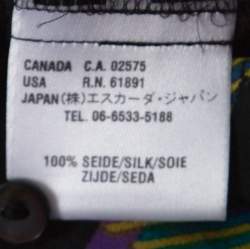 CANADA C.A. 02575
USA R.N. 61891
JAPAN(株)エスカーダ・ジャパン
TEL. 06-6533-5188
100% SEIDE/SILK/SOIE
ZIJDE/SEDA